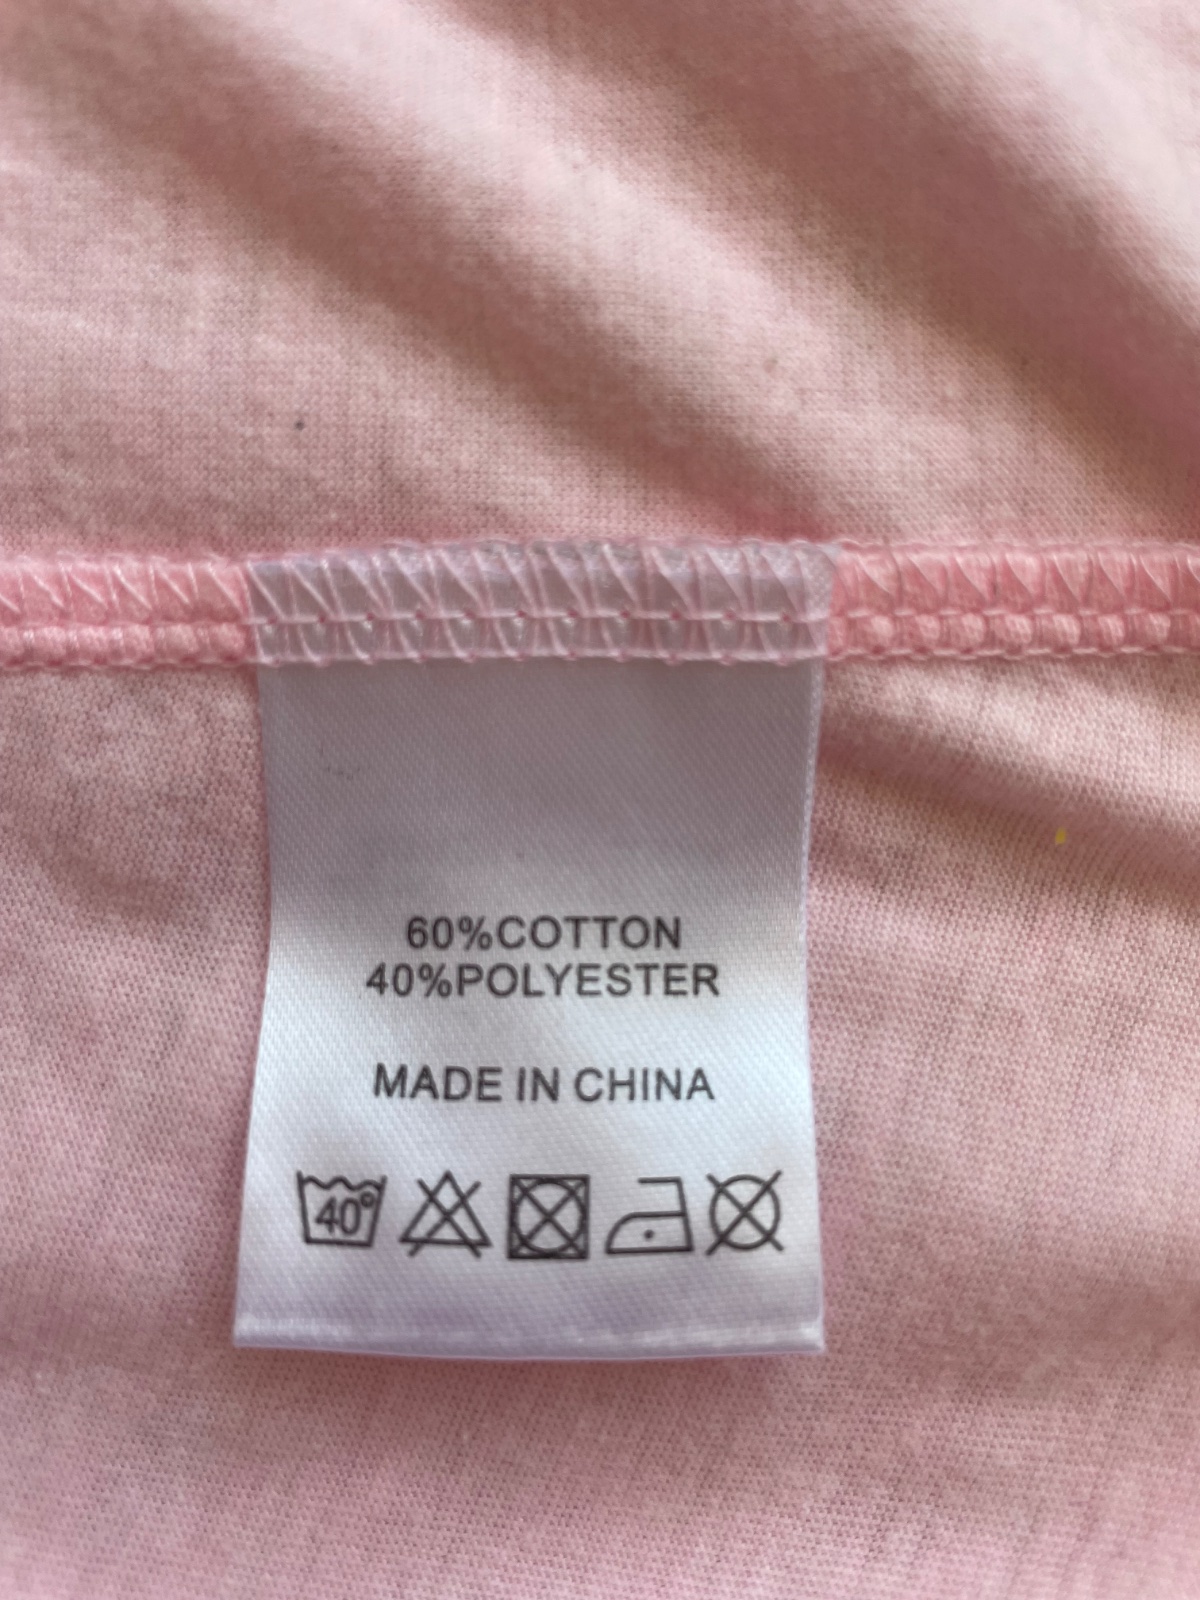 60%COTTON
40%POLYESTER
MADE IN CHINA
40°